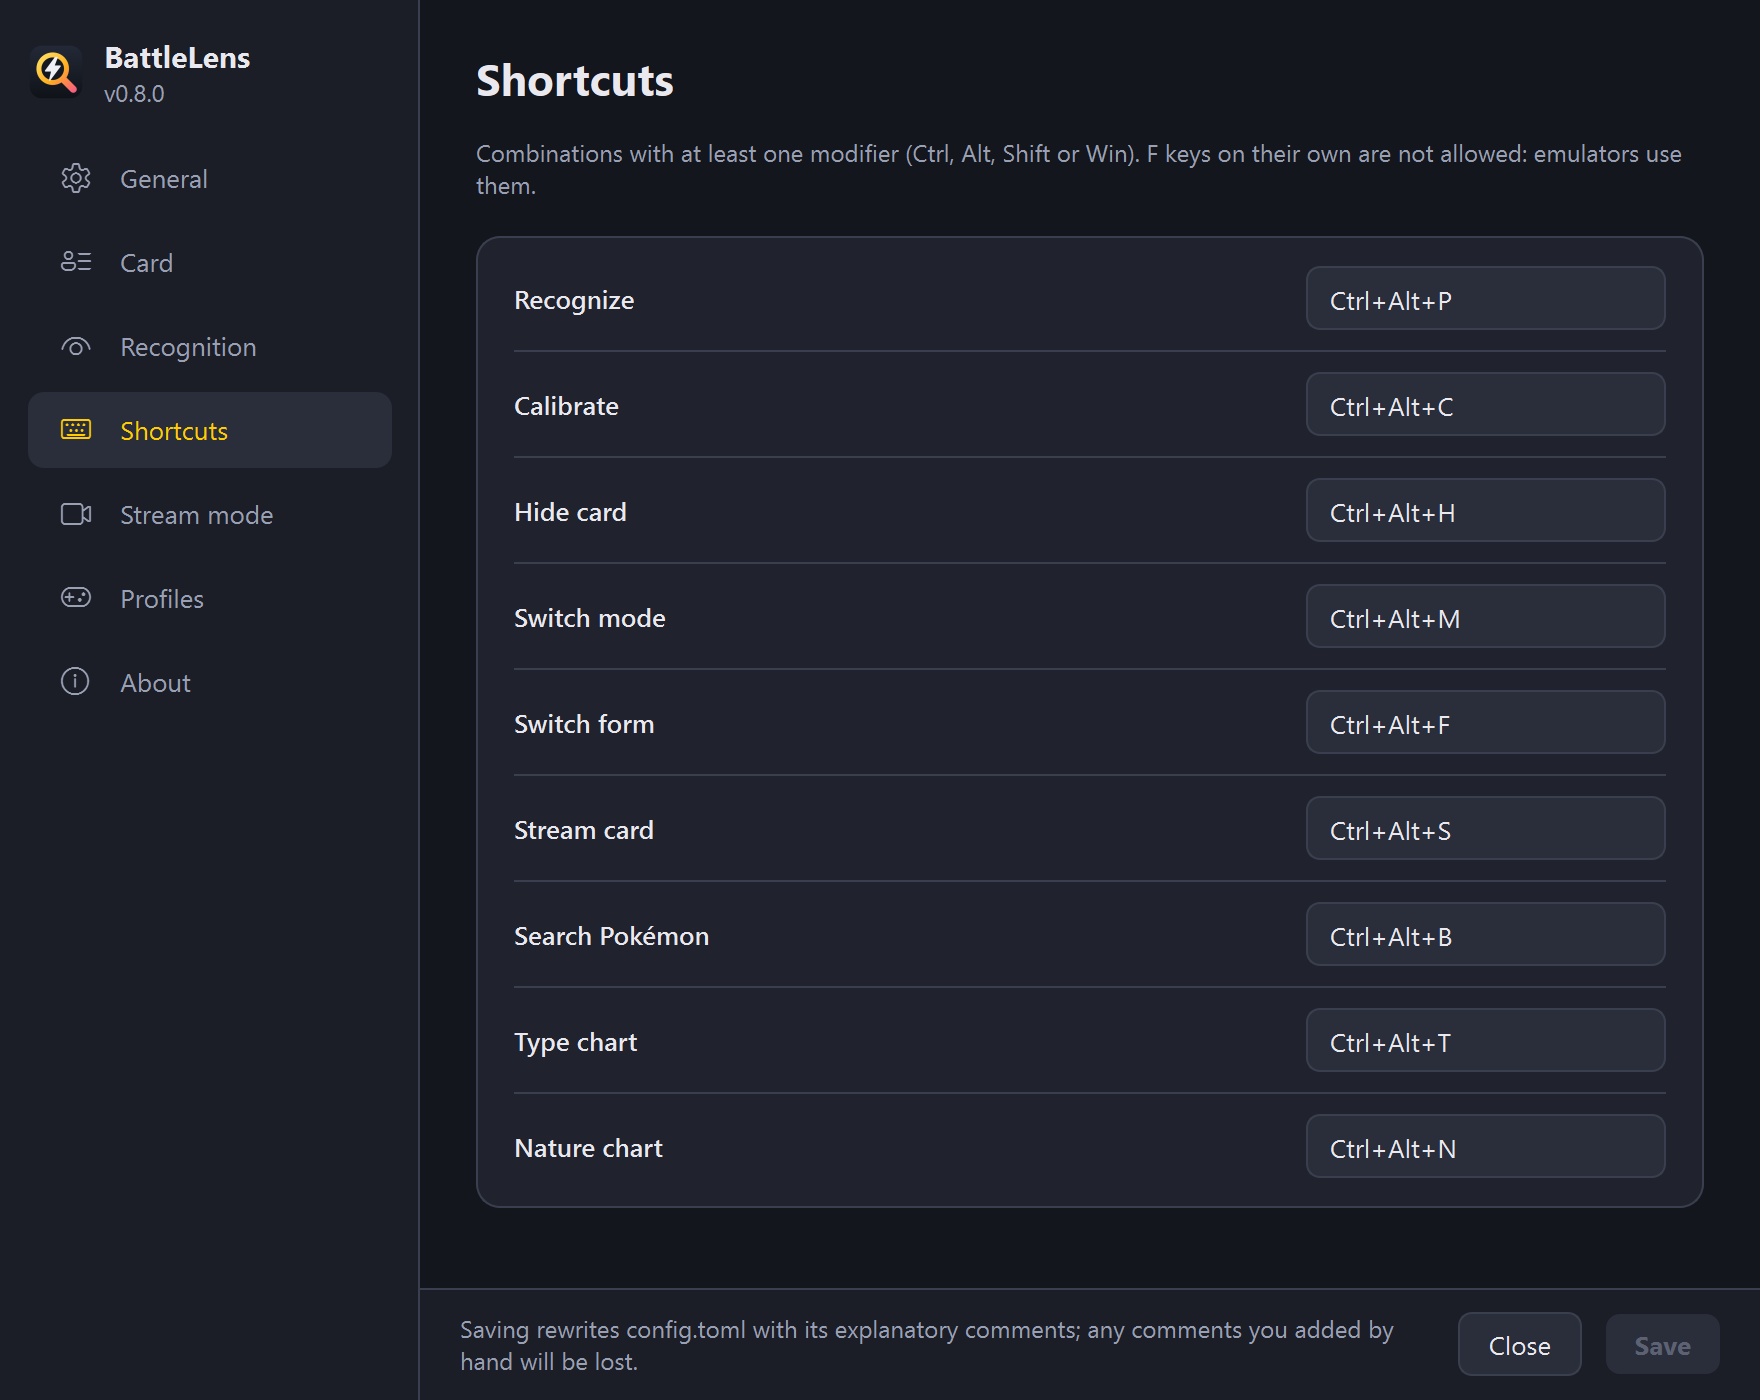 BattleLens
v0.8.0
General
Card
Recognition
Shortcuts
Stream mode
Profiles
About
Shortcuts
Combinations with at least one modifier (Ctrl, Alt, Shift or Win). F keys on their own are not allowed: emulators use
them.
Recognize
Ctrl+Alt+P
Calibrate
Ctrl+Alt+C
Hide card
Ctrl+Alt+H
Switch mode
Ctrl+Alt+M
Switch form
Ctrl+Alt+F
Stream card
Ctrl+Alt+S
Search Pokémon
Ctrl+Alt+B
Type chart
Ctrl+Alt+T
Nature chart
Ctrl+Alt+N
Saving rewrites config.toml with its explanatory comments; any comments you added by
hand will be lost.
Close
Save